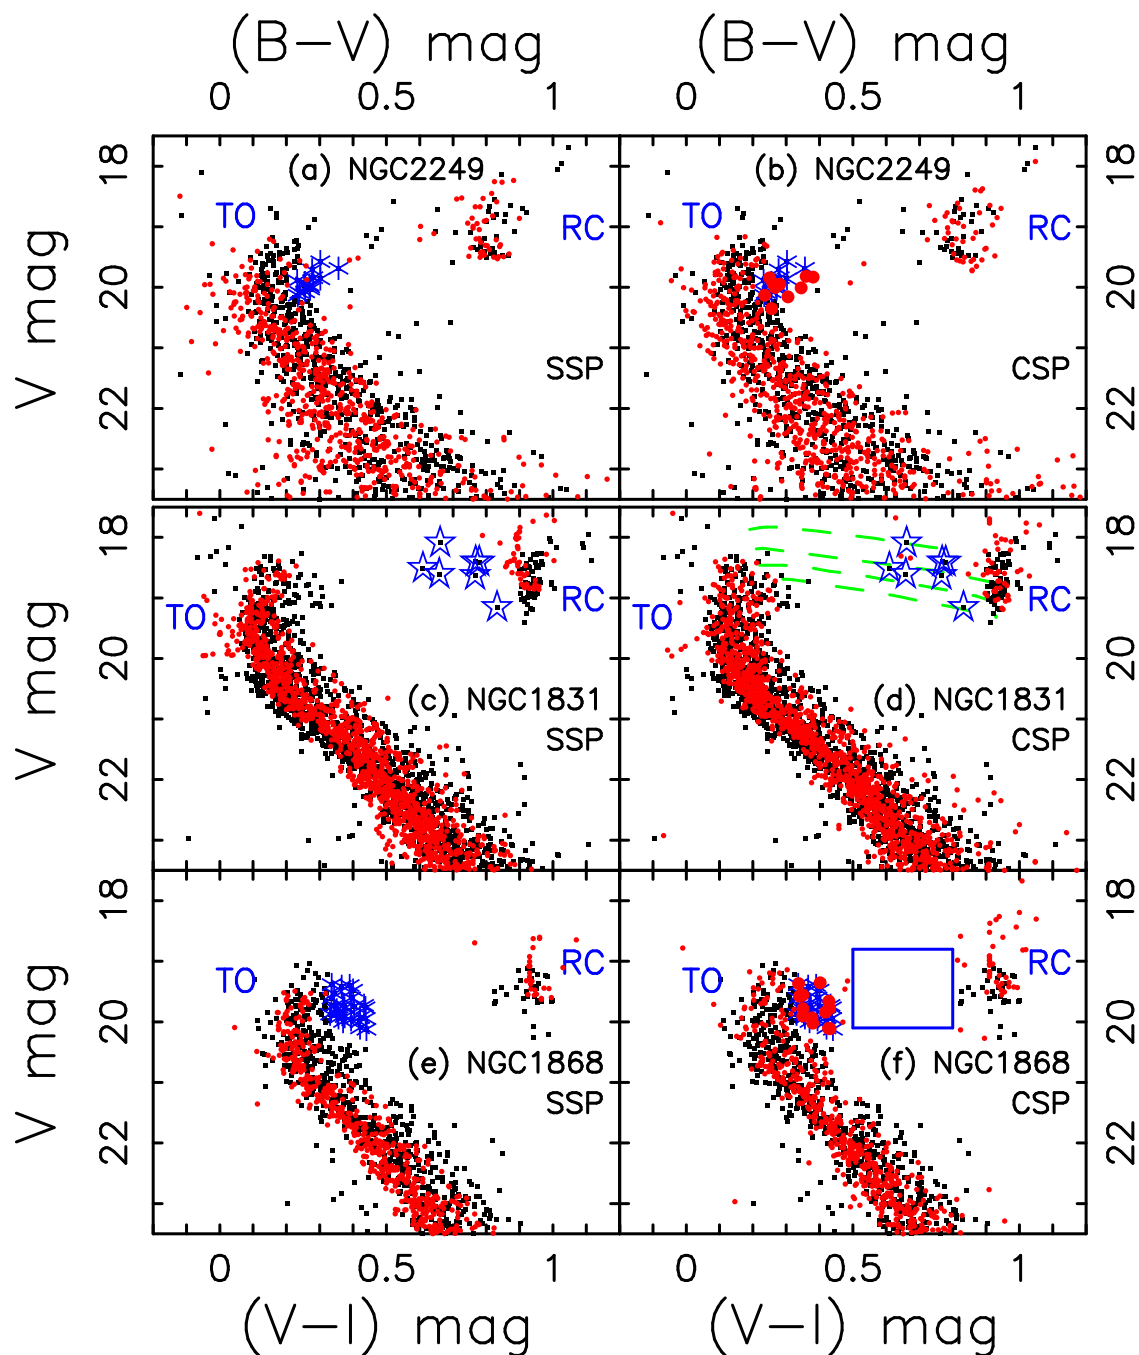 (B−V) mag (B−V) mag
0 0.5 1 0 0.5 1
18 (a) NGC2249 (b) NGC2249 18
TO RC TO RC
20 20
SSP CSP
22 22
V mag
18 18
TO RC TO RC
20 20
(c) NGC1831 (d) NGC1831
SSP CSP
22 22
V mag
18 18
TO RC TO RC
20 20
(e) NGC1868 (f) NGC1868
SSP CSP
22 22
V mag
0 0.5 1 0 0.5 1
(V−I) mag (V−I) mag